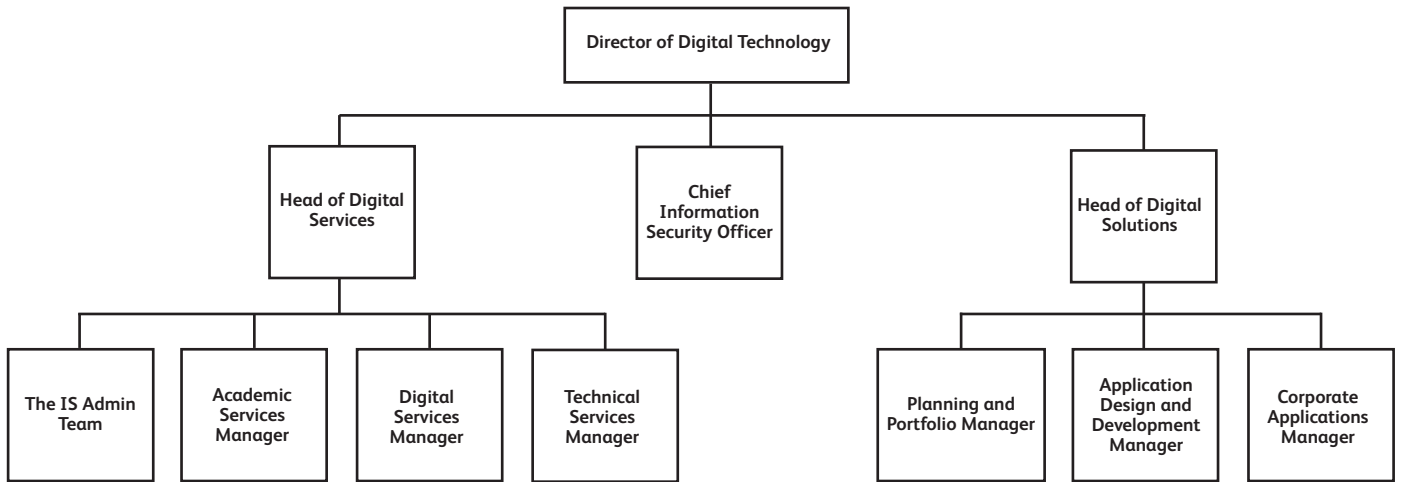 Director of Digital Technology
Head of Digital
Services
Chief
Information
Security Officer
Head of Digital
Solutions
The IS Admin
Team
Academic
Services
Manager
Digital
Services
Manager
Technical
Services
Manager
Planning and
Portfolio Manager
Application
Design and
Development
Manager
Corporate
Applications
Manager